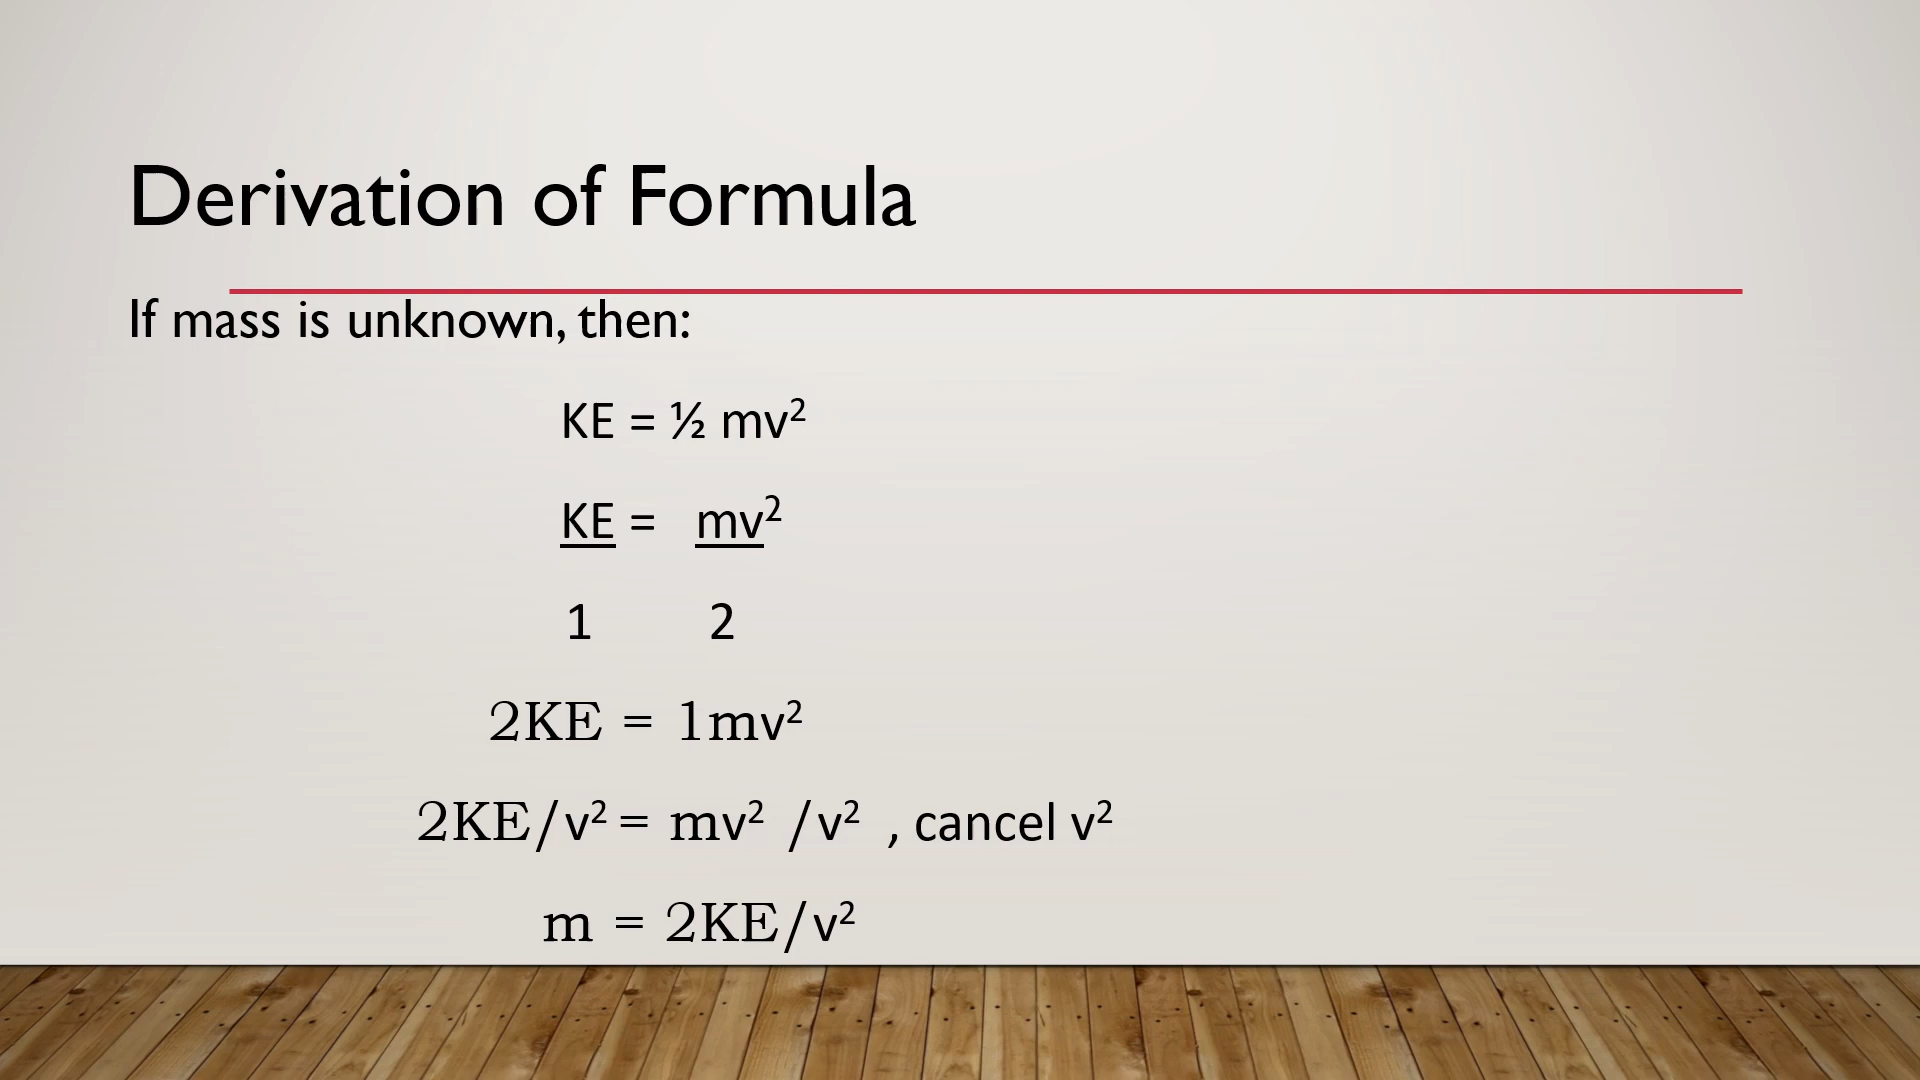 Derivation of Formula
If mass is unknown, then:
KE = ½ mv²
KE = mv²
1 2
2KE = 1mv²
2KE/v² = mv² /v² , cancel v²
m = 2KE/v²